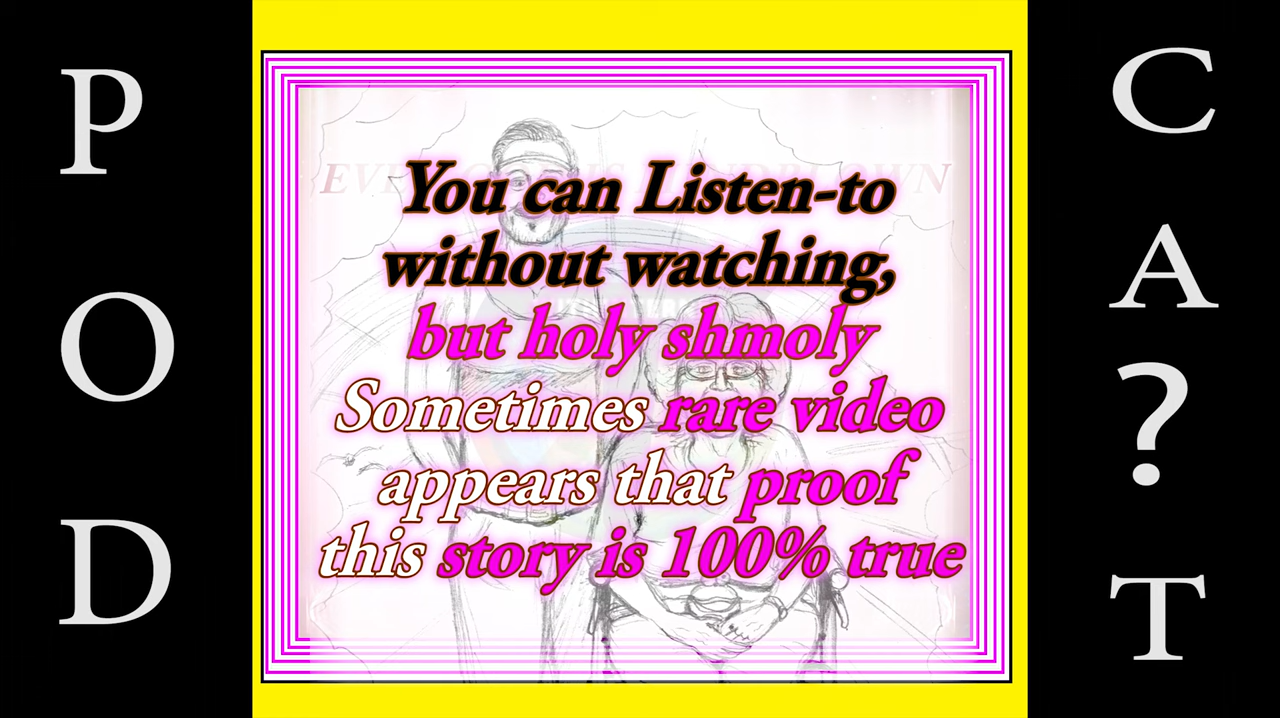 P
O
D
You can Listen-to
without watching,
but holy shmoly
Sometimes rare video
appears that proof
this story is 100% true
C
A
?
T